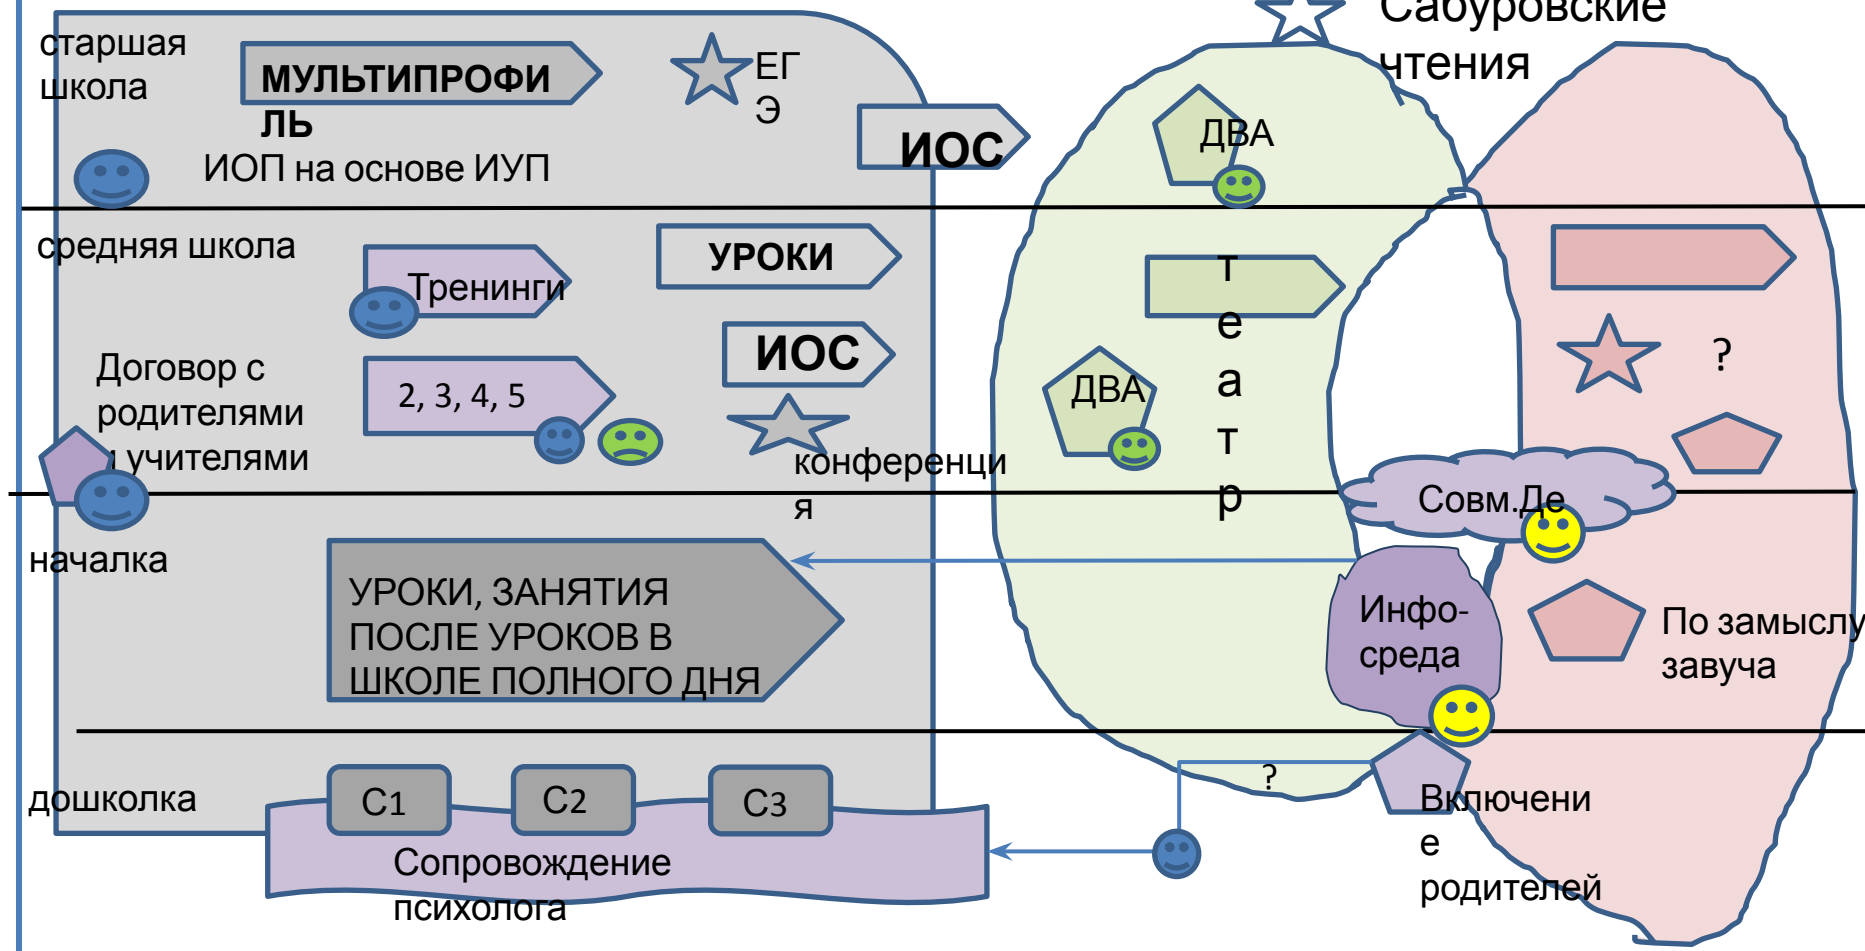 Сабуровские
чтения
старшая
школа
МУЛЬТИПРОФИ
ЛЬ
ЕГ
Э
ИОС
ИОП на основе ИУП
ДВА
средняя школа
УРОКИ
Тренинги
ИОС
Договор с
родителями
учителями
2, 3, 4, 5
конференци
я
ДВА
т
е
а
т
р
?
Совм.Де
началка
УРОКИ, ЗАНЯТИЯ
ПОСЛЕ УРОКОВ В
ШКОЛЕ ПОЛНОГО ДНЯ
Инфо-
среда
По замыслу
завуча
дошколка
С1
С2
С3
?
Сопровождение
психолога
Включени
е
родителей